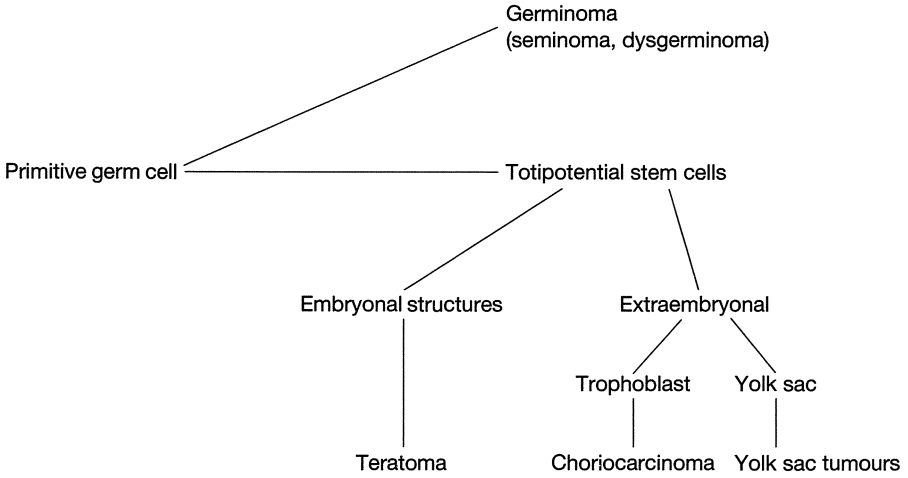 Germinoma
(seminoma, dysgerminoma)
Primitive germ cell
Totipotential stem cells
Embryonal structures
Extraembryonal
Trophoblast
Yolk sac
Teratoma
Choriocarcinoma
Yolk sac tumours